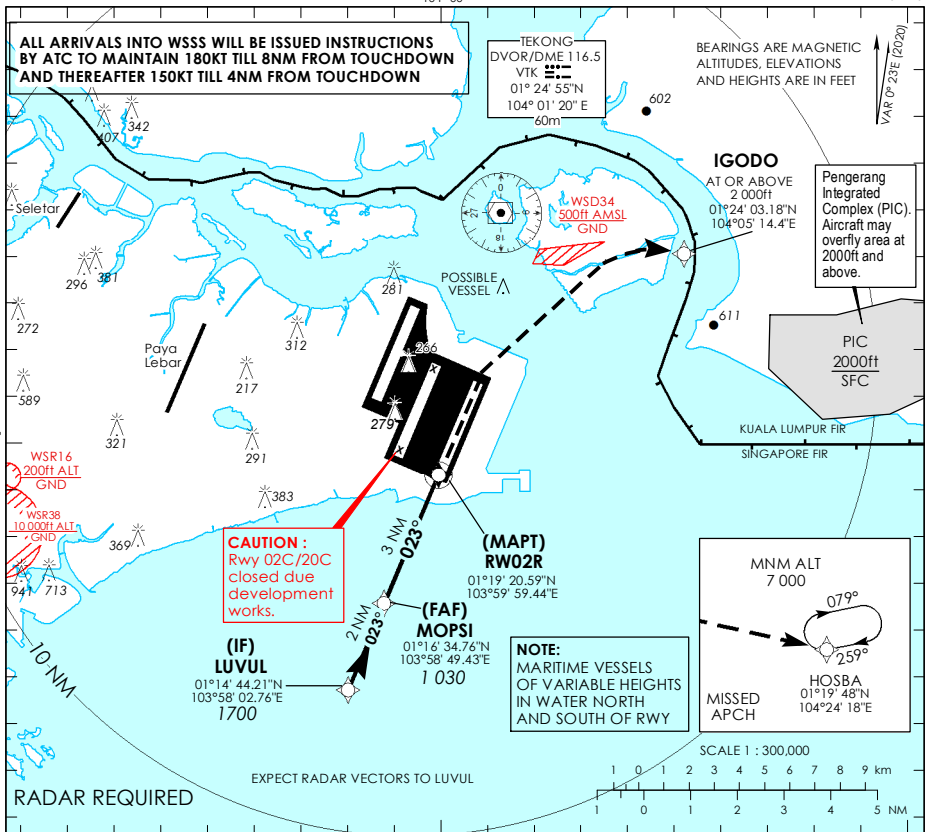 ALL ARRIVALS INTO WSSS WILL BE ISSUED INSTRUCTIONS
BY ATC TO MAINTAIN 180KT TILL 8NM FROM TOUCHDOWN
AND THEREAFTER 150KT TILL 4NM FROM TOUCHDOWN
TEKONG
DVOR/DME 116.5
VTK
01° 24' 55"N
104° 01' 20" E
60m
BEARINGS ARE MAGNETIC
ALTITUDES, ELEVATIONS
AND HEIGHTS ARE IN FEET
VAR 0° 23'E (2020)
407
342
602
IGODO
AT OR ABOVE
2 000ft
01°24' 03.18"N
104°05' 14.4"E
Pengerang
Integrated
Complex (PIC).
Aircraft may
overfly area at
2000ft and
above.
Seletar
0
9
18
27
WSD34
500ft AMSL
GND
296
381
281
POSSIBLE
VESSEL
272
312
611
Paya
Lebar
266
217
PIC
2000ft
SFC
589
279
321
291
KUALA LUMPUR FIR
SINGAPORE FIR
WSR16
200ft ALT
GND
383
WSR38
10 000ft ALT
GND
369
941
713
CAUTION :
Rwy 02C/20C
closed due
development
works.
3 NM
023°
(MAPT)
RW02R
01°19' 20.59"N
103°59' 59.44"E
2 NM
023°
(FAF)
MOPSI
01°16' 34.76"N
103°58' 49.43"E
1 030
(IF)
LUVUL
01°14' 44.21"N
103°58' 02.76"E
1700
NOTE:
MARITIME VESSELS
OF VARIABLE HEIGHTS
IN WATER NORTH
AND SOUTH OF RWY
MNM ALT
7 000
079°
259°
HOSBA
01°19' 48"N
104°24' 18"E
MISSED
APCH
10 NM
EXPECT RADAR VECTORS TO LUVUL
RADAR REQUIRED
SCALE 1 : 300,000
1 0 1 2 3 4 5 6 7 8 9 km
1 0 1 2 3 4 5 NM